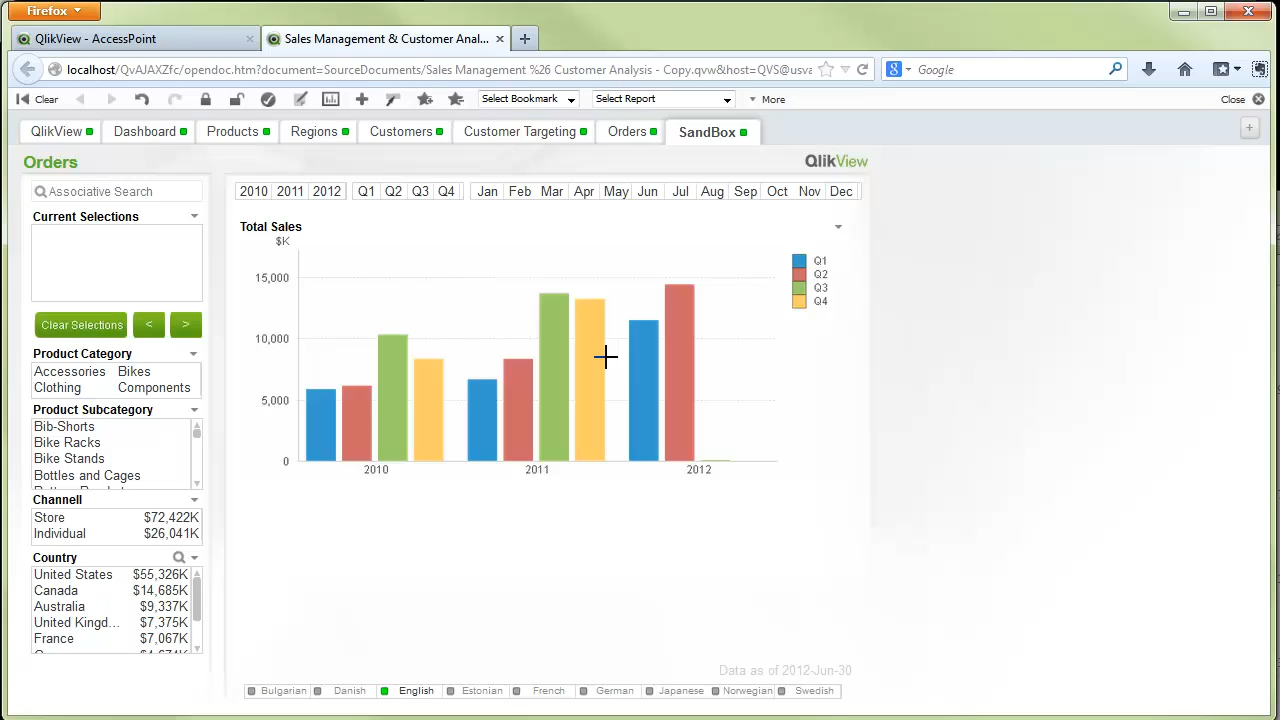 Firefox
QlikView - AccessPoint
Sales Management & Customer Anal...
localhost/QvAJAXZfc/opendoc.htm?document=SourceDocuments/Sales Management %26 Customer Analysis - Copy.qvw&host=QVS@usva
Google
Clear
Select Bookmark
Select Report
More
Close
QlikView
Dashboard
Products
Regions
Customers
Customer Targeting
Orders
SandBox
Orders
QlikView
Associative Search
2010 2011 2012
Q1 Q2 Q3 Q4
Jan Feb Mar Apr May Jun Jul Aug Sep Oct Nov Dec
Current Selections
Clear Selections < >
Product Category
Accessories Bikes
Clothing Components
Product Subcategory
Bib-Shorts
Bike Racks
Bike Stands
Bottles and Cages
Channell
Store $72,422K
Individual $26,041K
Country
United States $55,326K
Canada $14,685K
Australia $9,337K
United Kingd... $7,375K
France $7,067K
Total Sales
$K
15,000
10,000
5,000
0
2010 2011 2012
Q1
Q2
Q3
Q4
Data as of 2012-Jun-30
Bulgarian Danish English Estonian French German Japanese Norwegian Swedish